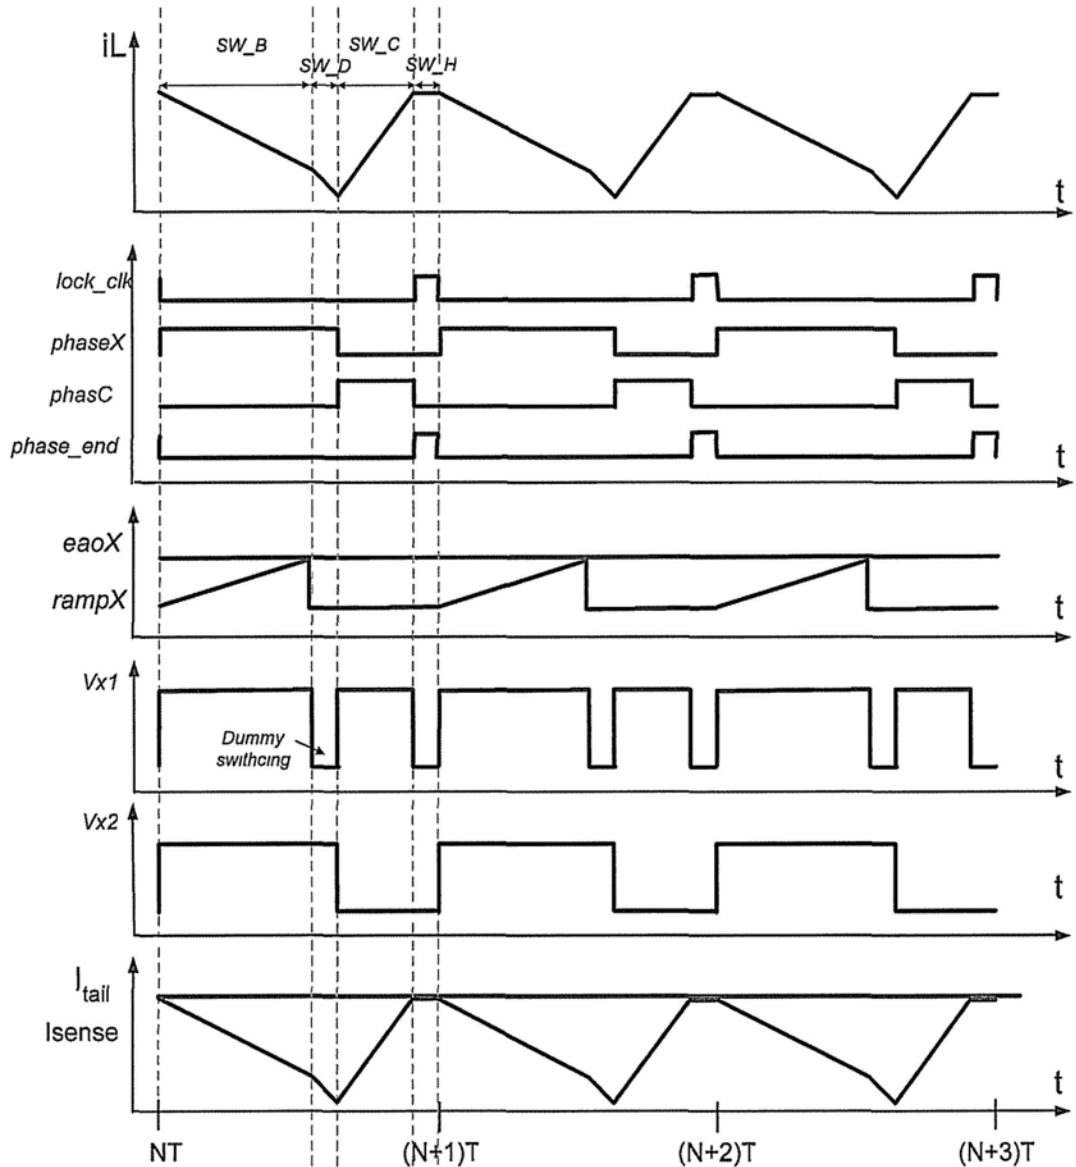 iL
SW_B
SW_D
SW_C
SW_H
t
lock_clk
phaseX
phasC
phase_end
t
eaoX
rampX
t
Vx1
Dummy
swithcing
t
Vx2
t
I_tail
Isense
t
NT
(N+1)T
(N+2)T
(N+3)T